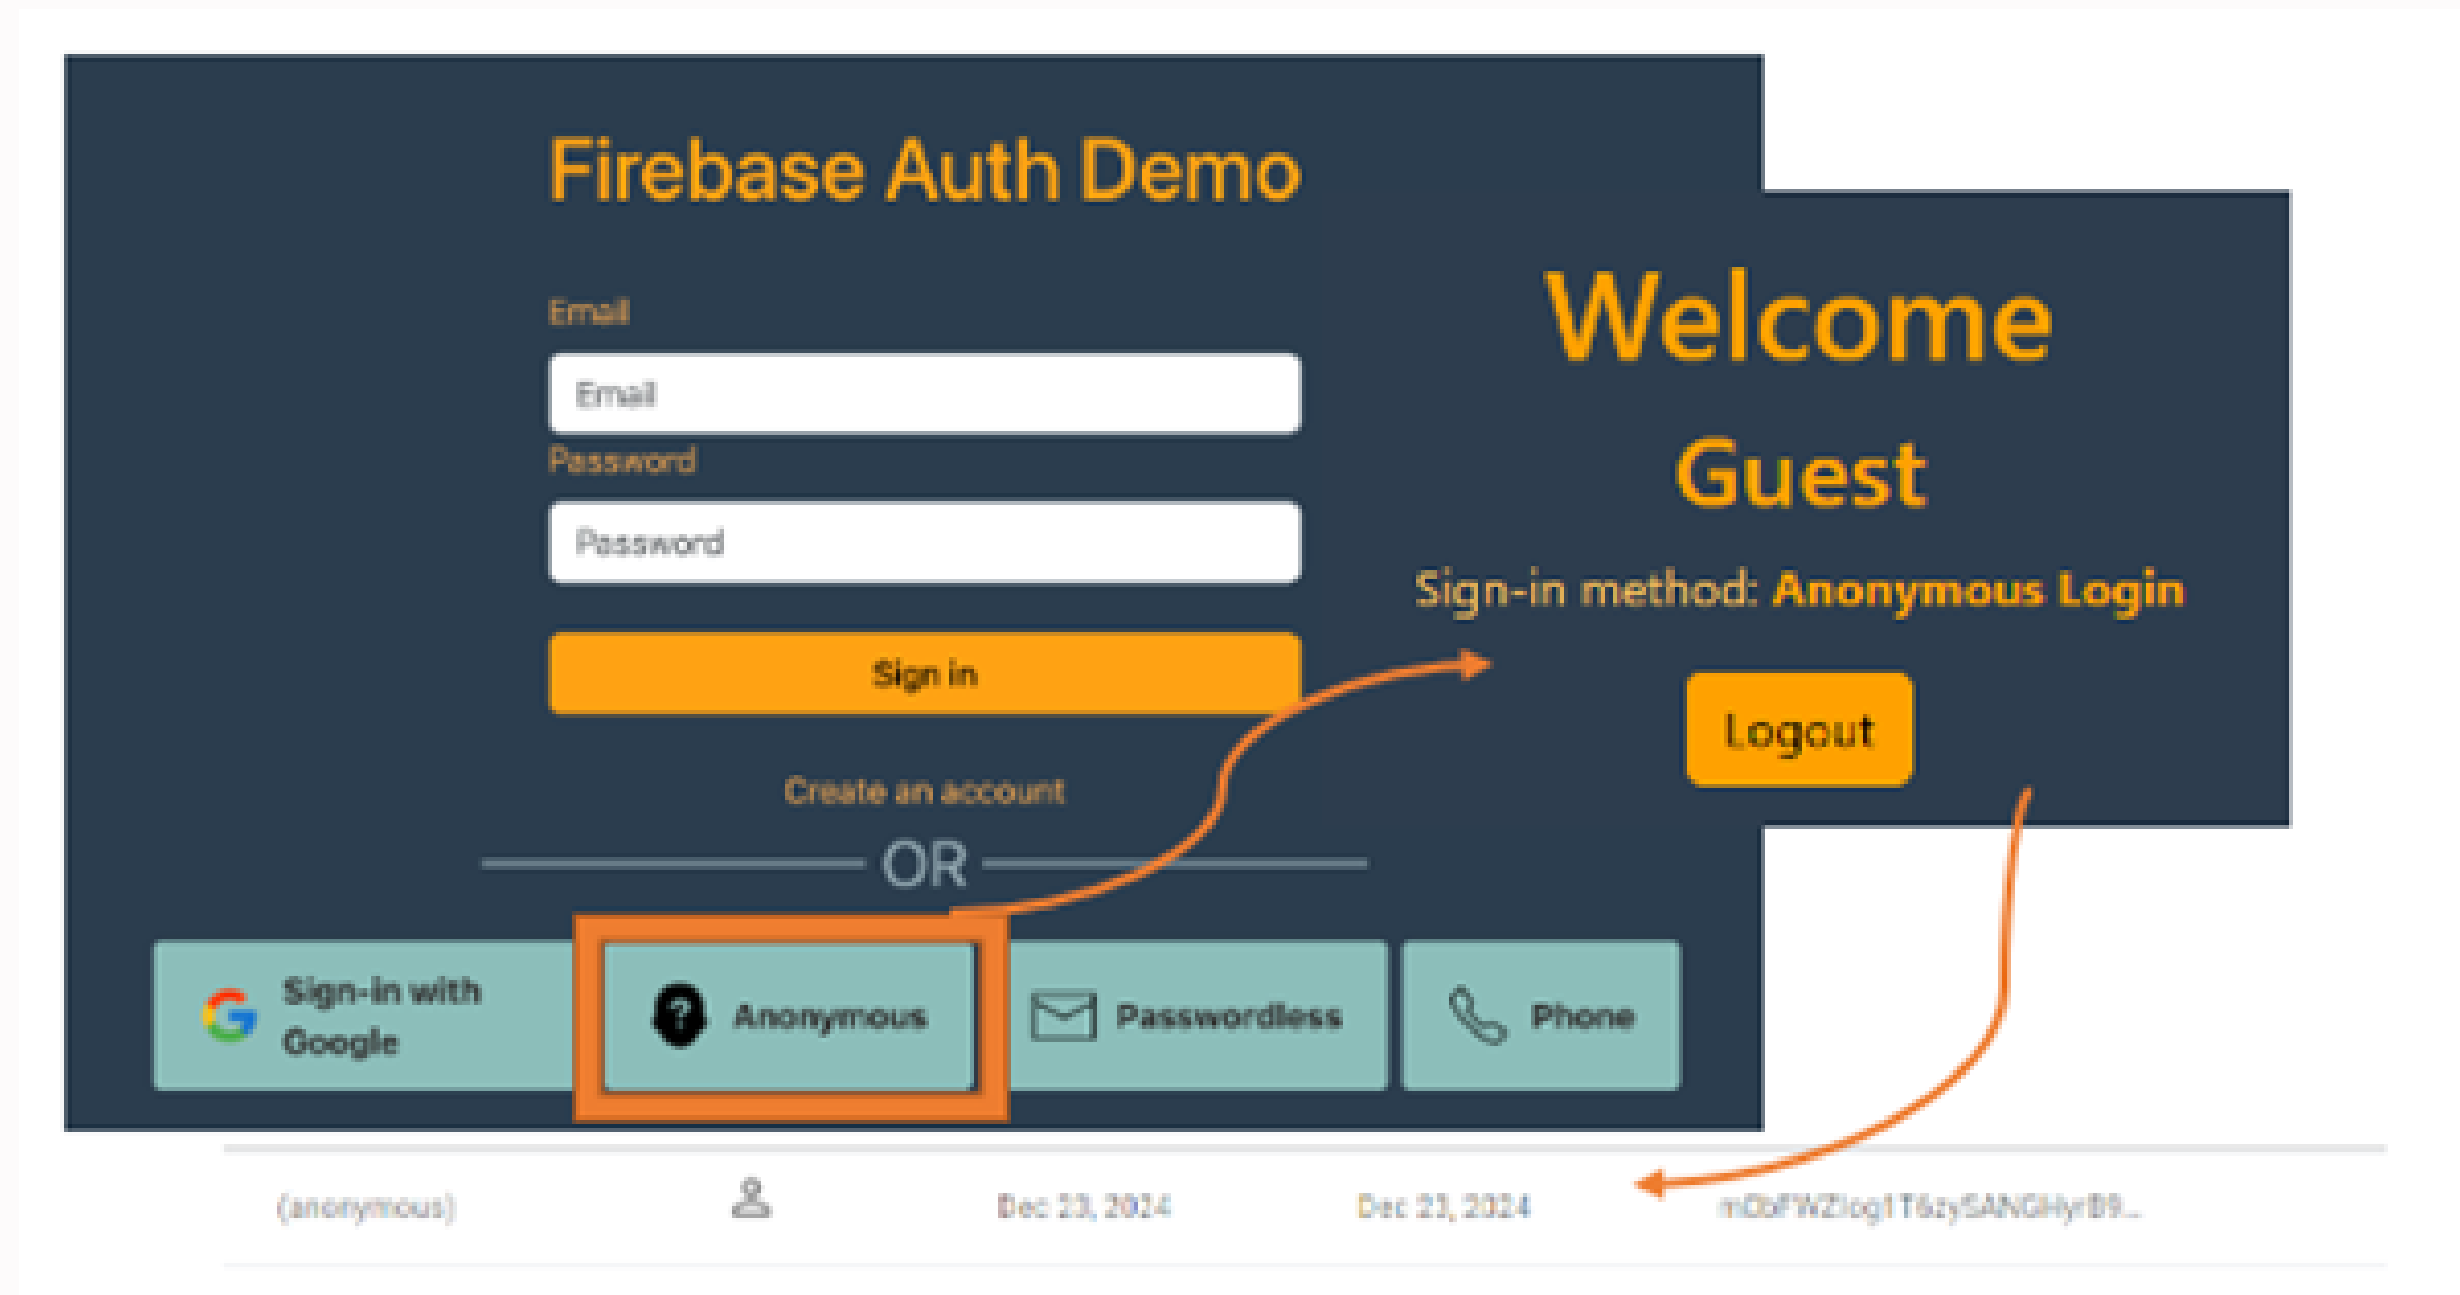 Firebase Auth Demo
Email
Email
Password
Password
Sign in
Create an account
OR
Sign-in with
Google
Anonymous
Passwordless
Phone
Welcome
Guest
Sign-in method: Anonymous Login
Logout
(anonymous)
Dec 23, 2024
Dec 23, 2024